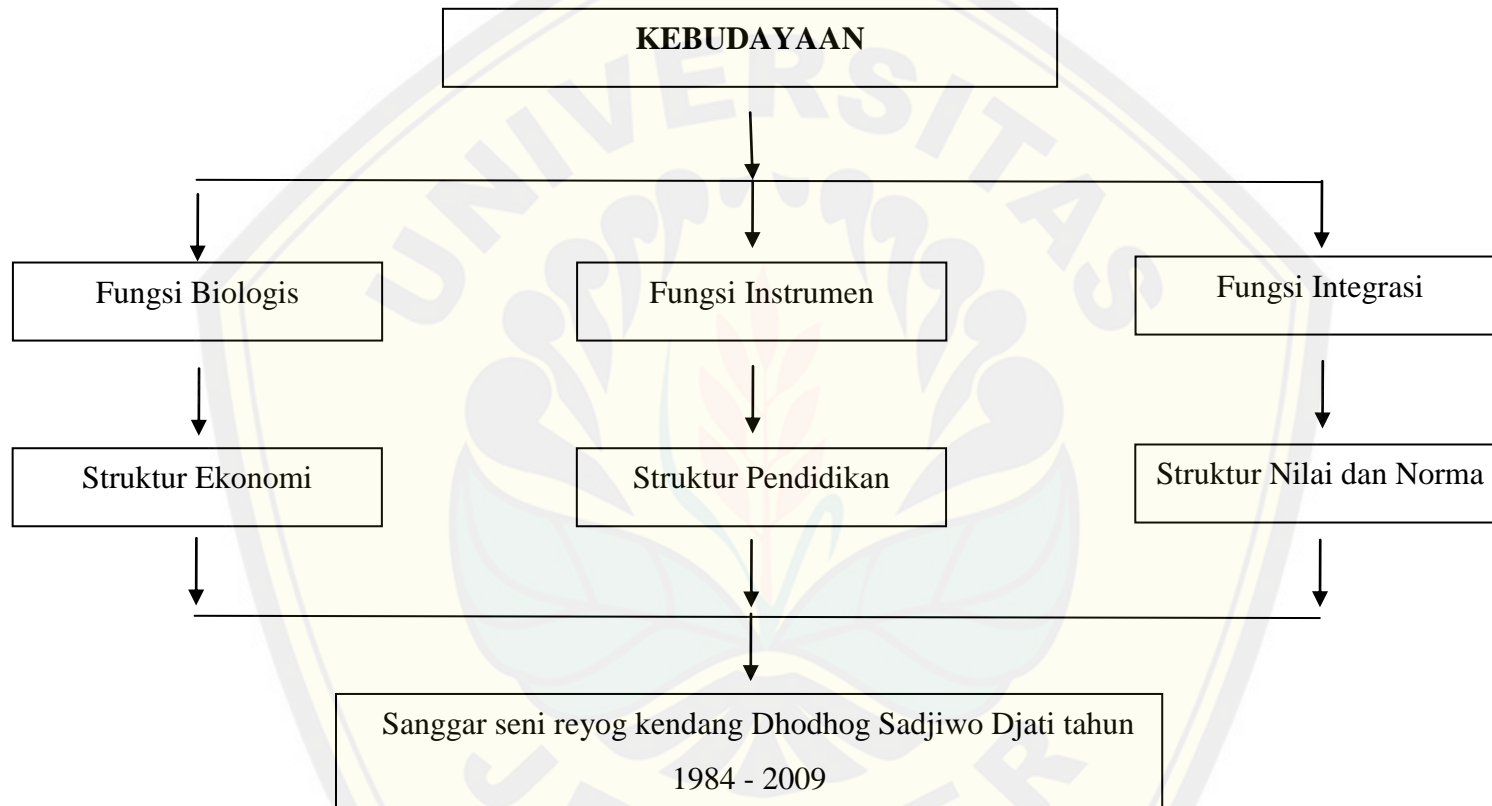 KEBUDAYAAN
UNIVERSITAS
Fungsi Biologis
Fungsi Instrumen
Fungsi Integrasi
Struktur Ekonomi
Struktur Pendidikan
Struktur Nilai dan Norma
Sanggar seni reyog kendang Dhodhog Sadjiwo Djati tahun
1984 - 2009